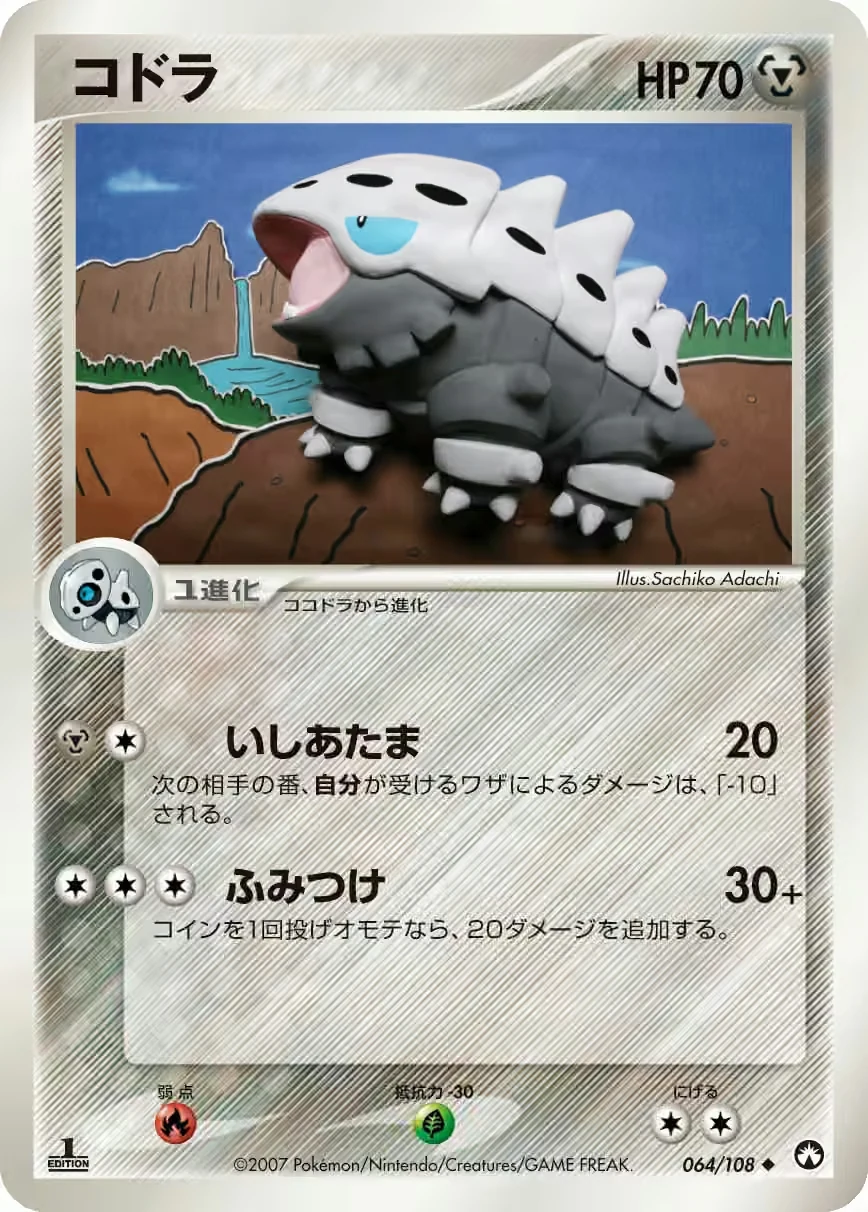 コドラ
HP70
Illus.Sachiko Adachi
1進化
ココドラから進化
いしあたま 20
次の相手の番、自分が受けるワザによるダメージは、「-10」
される。
ふみつけ 30+
コインを1回投げオモテなら、20ダメージを追加する。
弱点 抵抗力 -30 にげる
1
EDITION
©2007 Pokémon/Nintendo/Creatures/GAME FREAK.
064/108